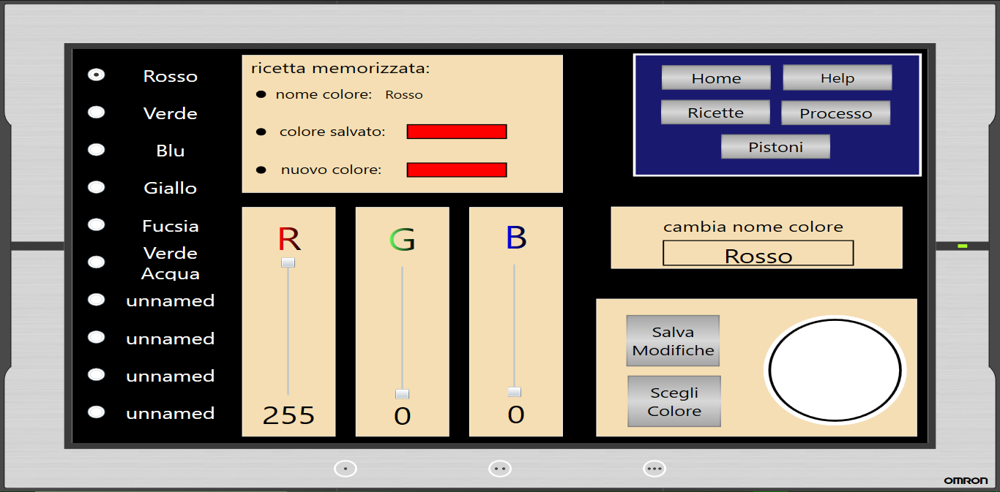 Rosso
Verde
Blu
Giallo
Fucsia
Verde
Acqua
unnamed
unnamed
unnamed
unnamed
ricetta memorizzata:
nome colore: Rosso
colore salvato:
nuovo colore:
R
255
G
0
B
0
Home
Help
Ricette
Processo
Pistoni
cambia nome colore
Rosso
Salva
Modifiche
Scegli
Colore
OMRON